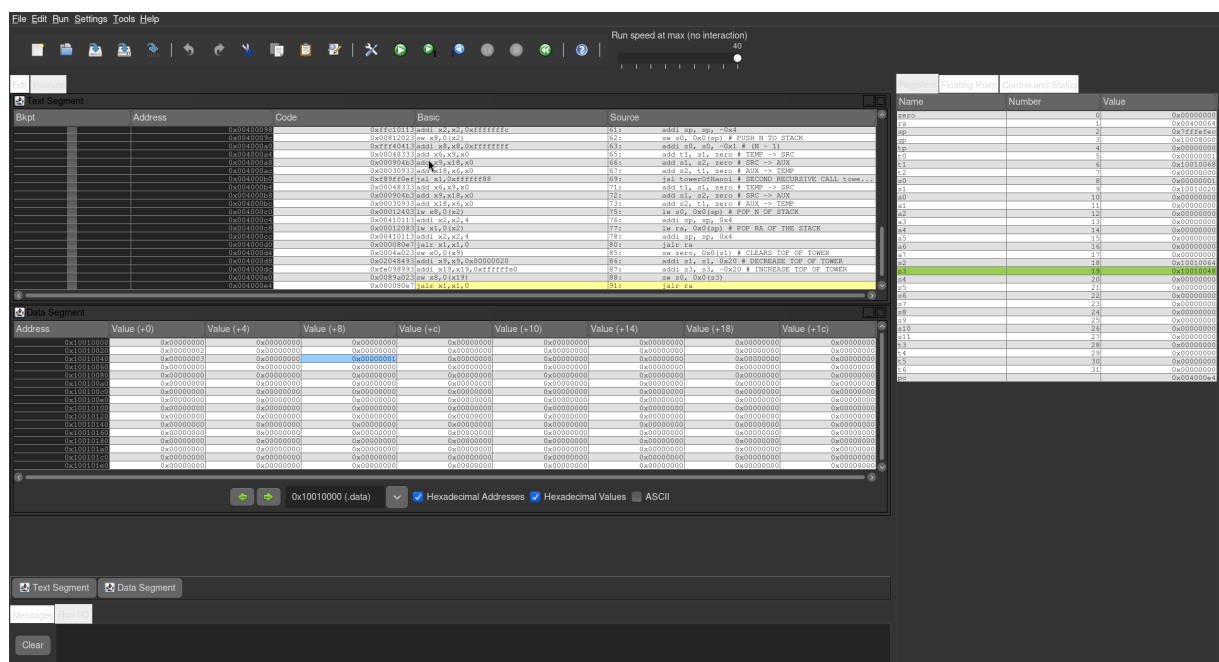 File Edit Run Settings Tools Help
Run speed at max (no interaction)
40
Edit Execute
Text Segment
Bkpt Address Code Basic Source
0x00400098 0xffc10113 addi x2,x2,0xfffffffc 61: addi sp, sp, -0x4
0x0040009c 0x00812023 sw x8,0(x2) 62: sw s0, 0x0(sp) # PUSH N TO STACK
0x004000a0 0xfff40413 addi x8,x8,0xffffffff 63: addi s0, s0, -0x1 # (N - 1)
0x004000a4 0x00048333 add x6,x9,x0 65: add t1, s1, zero # TEMP -> SRC
0x004000a8 0x000904b3 add x9,x18,x0 66: add s1, s2, zero # SRC -> AUX
0x004000ac 0x00030933 add x18,x6,x0 67: add s2, t1, zero # AUX -> TEMP
0x004000b0 0xf89ff0ef jal x1,0xffffff88 69: jal towerOfHanoi # SECOND RECURSIVE CALL towe...
0x004000b4 0x00048333 add x6,x9,x0 71: add t1, s1, zero # TEMP -> SRC
0x004000b8 0x000904b3 add x9,x18,x0 72: add s1, s2, zero # SRC -> AUX
0x004000bc 0x00030933 add x18,x6,x0 73: add s2, t1, zero # AUX -> TEMP
0x004000c0 0x00012403 lw x8,0(x2) 75: lw s0, 0x0(sp) # POP N OF STACK
0x004000c4 0x00410113 addi x2,x2,4 76: addi sp, sp, 0x4
0x004000c8 0x00012083 lw x1,0(x2) 77: lw ra, 0x0(sp) # POP RA OF THE STACK
0x004000cc 0x00410113 addi x2,x2,4 78: addi sp, sp, 0x4
0x004000d0 0x000080e7 jalr x1,x1,0 80: jalr ra
0x004000d4 0x0004a023 sw x0,0(x9) 85: sw zero, 0x0(s1) # CLEARS TOP OF TOWER
0x004000d8 0x02048493 addi x9,x9,0x00000020 86: addi s1, s1, 0x20 # DECREASE TOP OF TOWER
0x004000dc 0xfe098993 addi x19,x19,0xffffffe0 87: addi s3, s3, -0x20 # INCREASE TOP OF TOWER
0x004000e0 0x0089a023 sw x8,0(x19) 88: sw s0, 0x0(s3)
0x004000e4 0x000080e7 jalr x1,x1,0 91: jalr ra
Data Segment
Address Value (+0) Value (+4) Value (+8) Value (+c) Value (+10) Value (+14) Value (+18) Value (+1c)
0x10010000 0x00000000 0x00000000 0x00000000 0x00000000 0x00000000 0x00000000 0x00000000 0x00000000
0x10010020 0x00000002 0x00000000 0x00000000 0x00000000 0x00000000 0x00000000 0x00000000 0x00000000
0x10010040 0x00000003 0x00000000 0x00000001 0x00000000 0x00000000 0x00000000 0x00000000 0x00000000
0x10010060 0x00000000 0x00000000 0x00000000 0x00000000 0x00000000 0x00000000 0x00000000 0x00000000
0x10010080 0x00000000 0x00000000 0x00000000 0x00000000 0x00000000 0x00000000 0x00000000 0x00000000
0x100100a0 0x00000000 0x00000000 0x00000000 0x00000000 0x00000000 0x00000000 0x00000000 0x00000000
0x100100c0 0x00000000 0x00000000 0x00000000 0x00000000 0x00000000 0x00000000 0x00000000 0x00000000
0x100100e0 0x00000000 0x00000000 0x00000000 0x00000000 0x00000000 0x00000000 0x00000000 0x00000000
0x10010100 0x00000000 0x00000000 0x00000000 0x00000000 0x00000000 0x00000000 0x00000000 0x00000000
0x10010120 0x00000000 0x00000000 0x00000000 0x00000000 0x00000000 0x00000000 0x00000000 0x00000000
0x10010140 0x00000000 0x00000000 0x00000000 0x00000000 0x00000000 0x00000000 0x00000000 0x00000000
0x10010160 0x00000000 0x00000000 0x00000000 0x00000000 0x00000000 0x00000000 0x00000000 0x00000000
0x10010180 0x00000000 0x00000000 0x00000000 0x00000000 0x00000000 0x00000000 0x00000000 0x00000000
0x100101a0 0x00000000 0x00000000 0x00000000 0x00000000 0x00000000 0x00000000 0x00000000 0x00000000
0x100101c0 0x00000000 0x00000000 0x00000000 0x00000000 0x00000000 0x00000000 0x00000000 0x00000000
0x100101e0 0x00000000 0x00000000 0x00000000 0x00000000 0x00000000 0x00000000 0x00000000 0x00000000
0x10010000 (.data) Hexadecimal Addresses Hexadecimal Values ASCII
Text Segment Data Segment
Messages Run I/O
Clear
Registers Floating Point Control and Status
Name Number Value
zero 0 0x00000000
ra 1 0x00400064
sp 2 0x7fffefec
gp 3 0x10008000
tp 4 0x00000000
t0 5 0x00000001
t1 6 0x10010068
t2 7 0x00000000
s0 8 0x00000001
s1 9 0x10010020
a0 10 0x00000000
a1 11 0x00000000
a2 12 0x00000000
a3 13 0x00000000
a4 14 0x00000000
a5 15 0x00000000
a6 16 0x00000000
a7 17 0x00000000
s2 18 0x10010064
s3 19 0x10010048
s4 20 0x00000000
s5 21 0x00000000
s6 22 0x00000000
s7 23 0x00000000
s8 24 0x00000000
s9 25 0x00000000
s10 26 0x00000000
s11 27 0x00000000
t3 28 0x00000000
t4 29 0x00000000
t5 30 0x00000000
t6 31 0x00000000
pc 0x004000e4